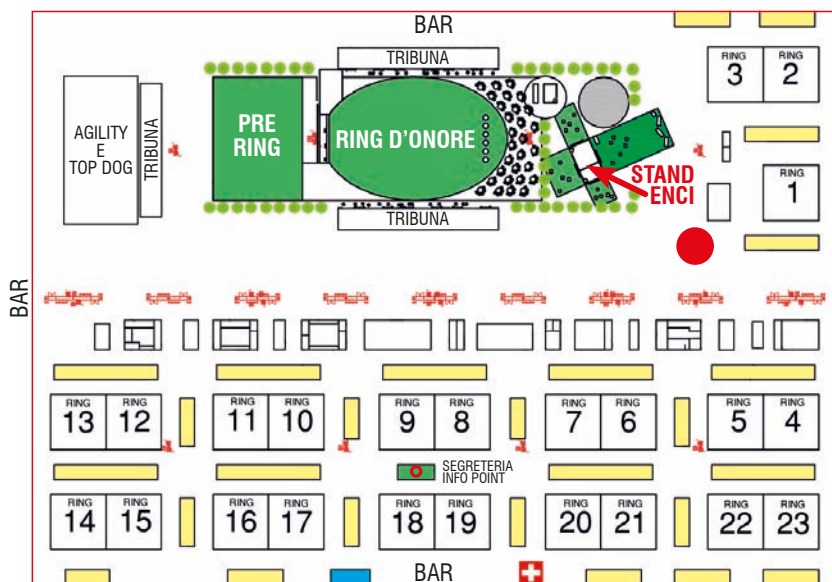 BAR
TRIBUNA
RING
3
RING
2
AGILITY
E
TOP DOG
TRIBUNA
PRE
RING
RING D'ONORE
STAND
ENCI
RING
1
TRIBUNA
BAR
RING
13
RING
12
RING
11
RING
10
RING
9
RING
8
RING
7
RING
6
RING
5
RING
4
SEGRETERIA
INFO POINT
RING
14
RING
15
RING
16
RING
17
RING
18
RING
19
RING
20
RING
21
RING
22
RING
23
BAR